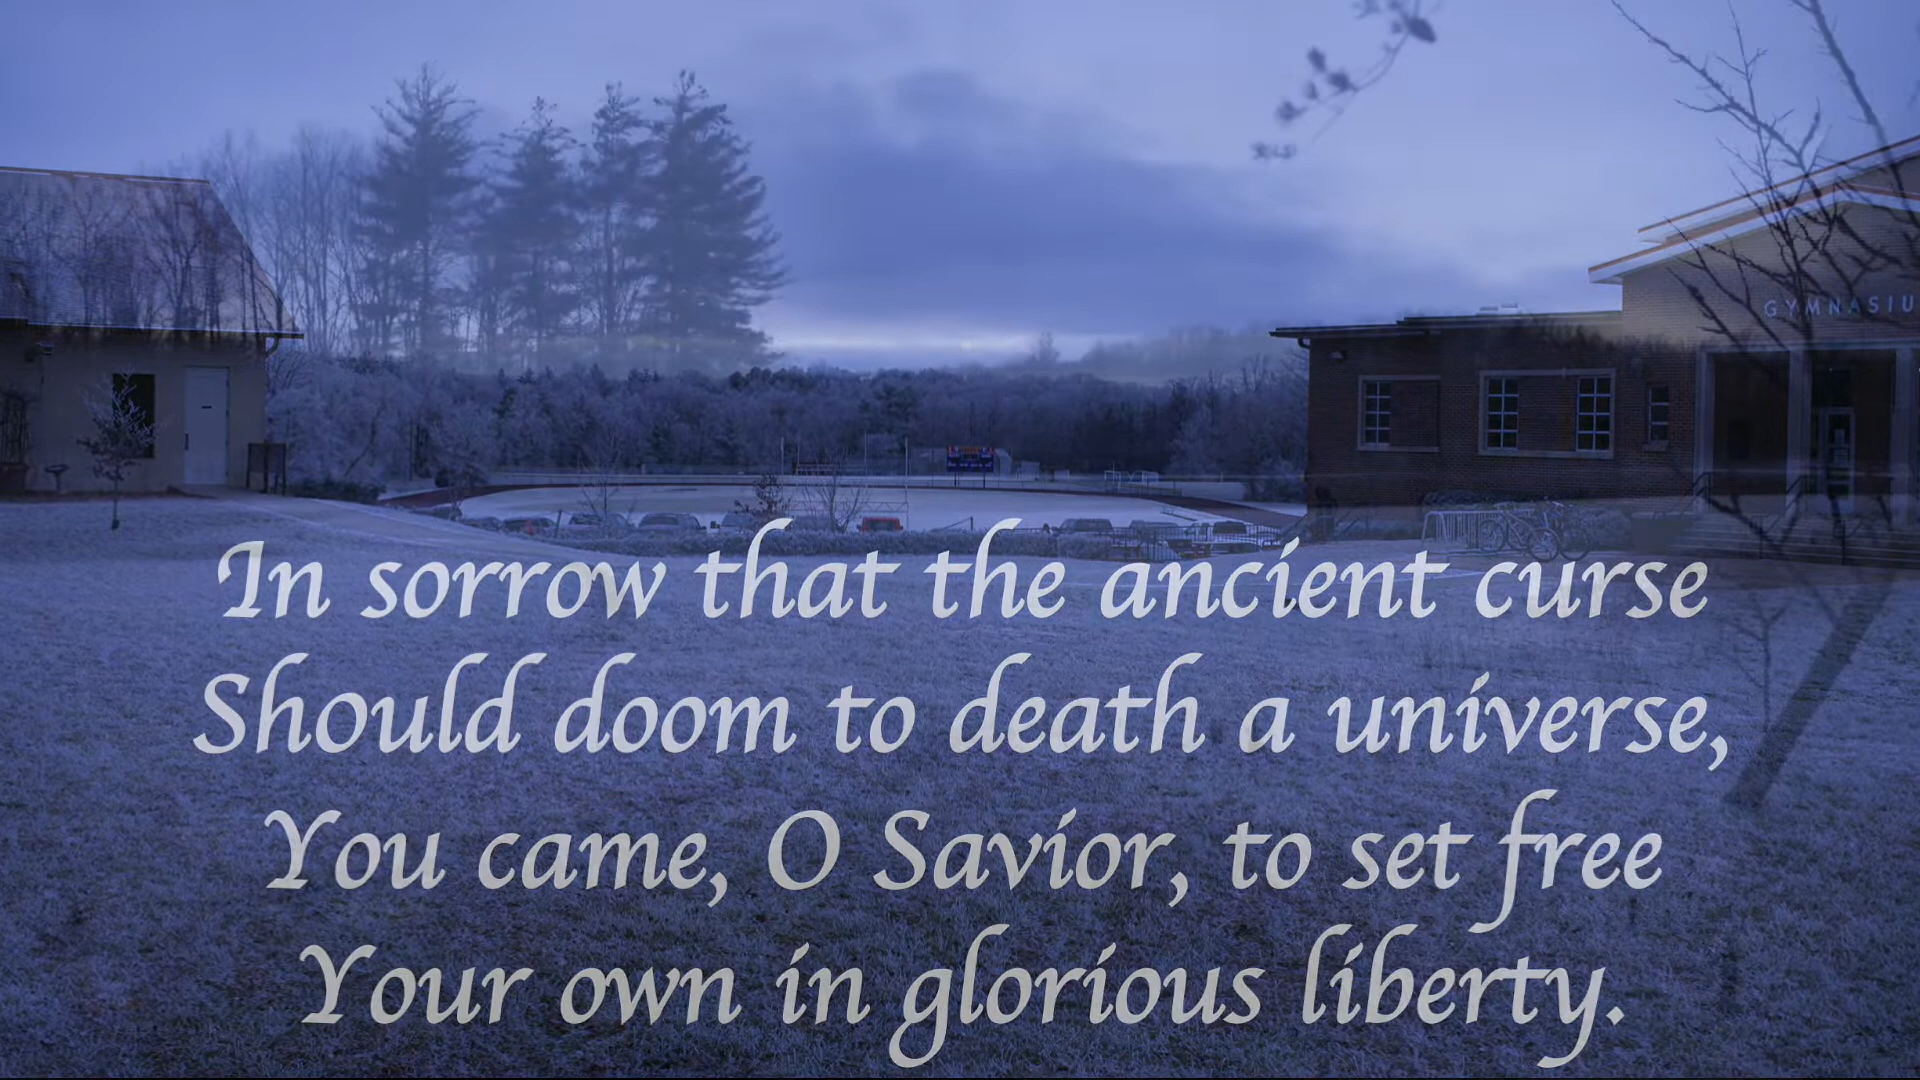 GYMNASIU
In sorrow that the ancient curse
Should doom to death a universe,
You came, O Savior, to set free
Your own in glorious liberty.